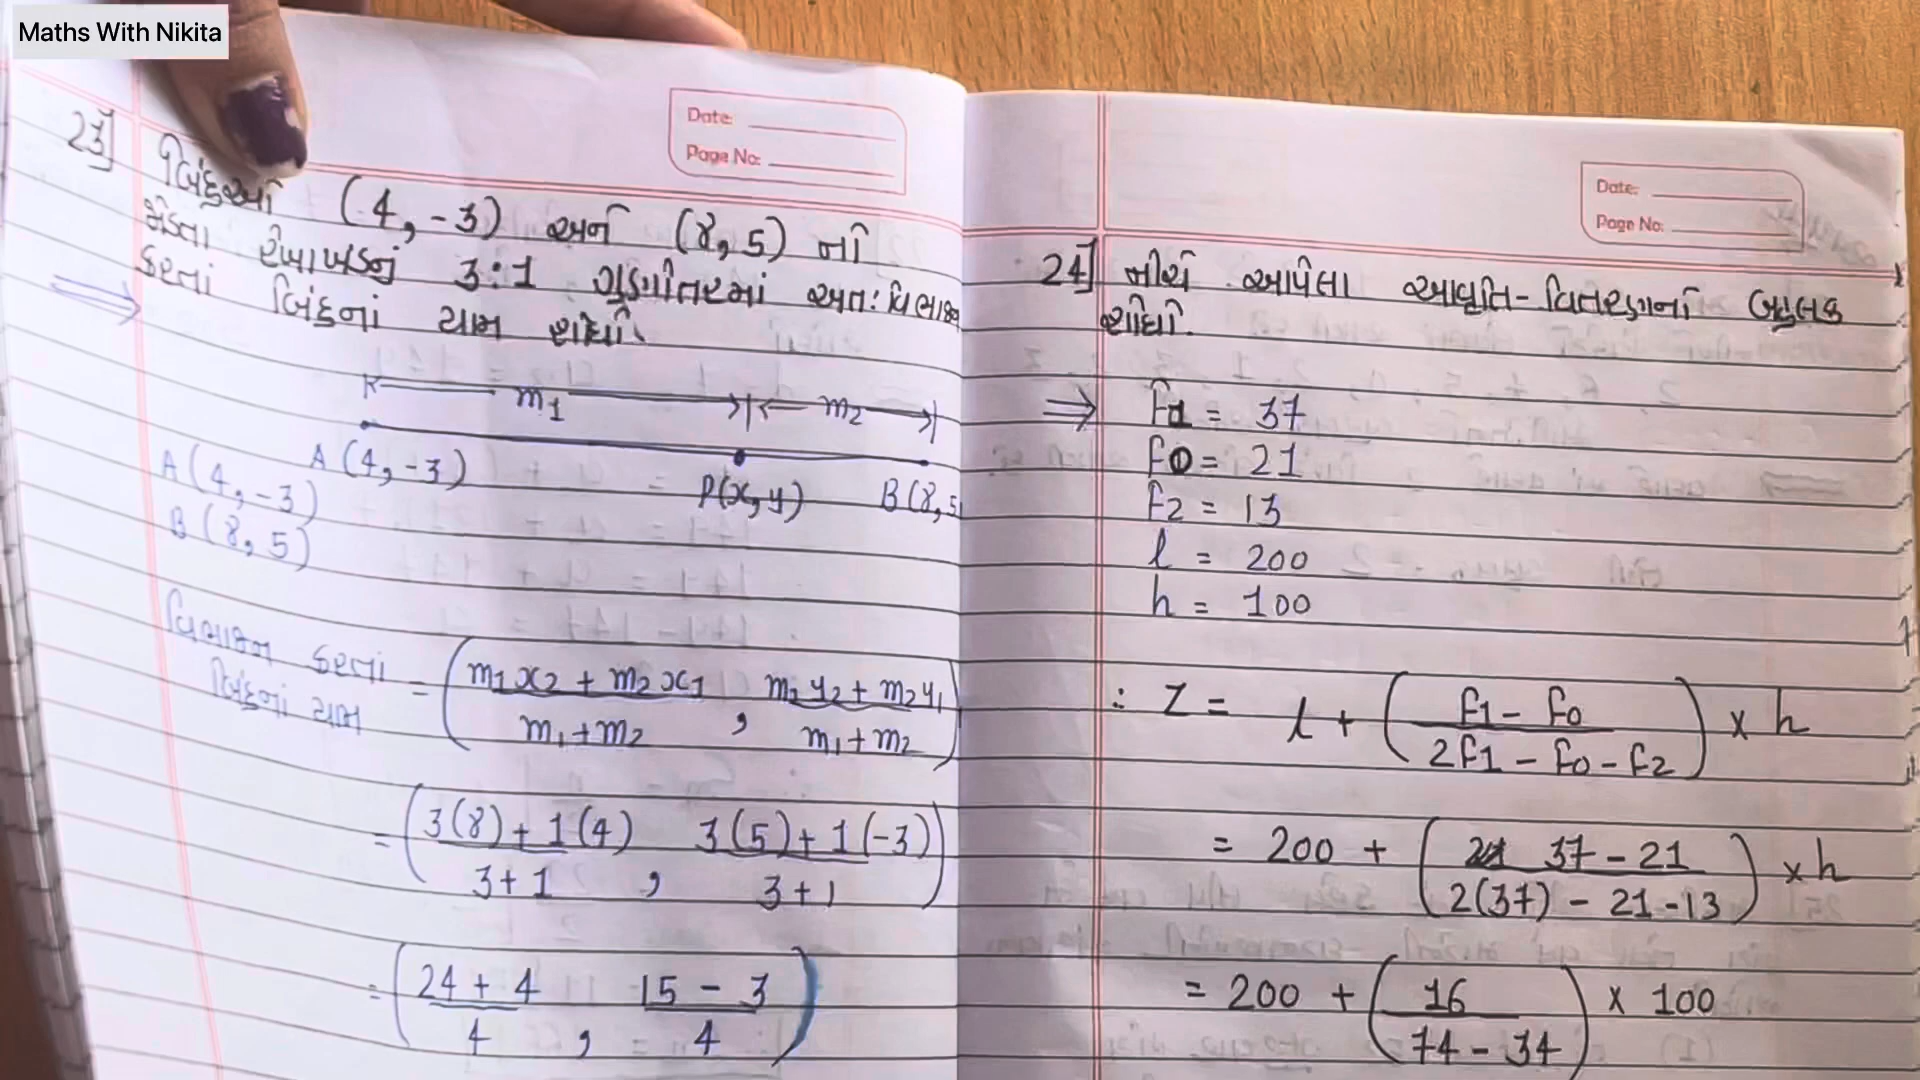 Maths With Nikita
Date:
Page No:
23] બિંદુઓ (4, -3) અને (8, 5) ની
રેખાખંડનું 3:1 ગુણોત્તરમાં અંત: વિભાજન
કરતાં બિંદુનાં યામ શોધો.
m1 m2
A(4, -3) P(x, y) B(8, 5
A(4, -3)
B(8, 5)
વિભાજન કરતાં
બિંદુનાં યામ
= (m1x2 + m2x1 / m1+m2 , m1y2 + m2y1 / m1+m2)
= (3(8) + 1(4) / 3+1 , 3(5) + 1(-3) / 3+1)
= (24 + 4 / 4 , 15 - 3 / 4)
Date:
Page No:
24] નીચે આપેલા આવૃતિ-વિતરણનો બહુલક
શોધો.
⇒ f1 = 37
f0 = 21
f2 = 13
l = 200
h = 100
∴ Z = l + (f1 - f0 / 2f1 - f0 - f2) × h
= 200 + (37 - 21 / 2(37) - 21 - 13) × h
= 200 + (16 / 74 - 34) × 100